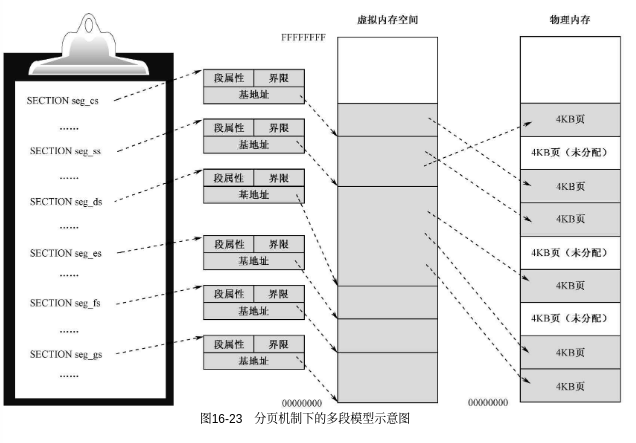 虚拟内存空间
物理内存
FFFFFFFF
SECTION seg_cs
……
SECTION seg_ss
……
SECTION seg_ds
……
SECTION seg_es
……
SECTION seg_fs
……
SECTION seg_gs
……
段属性 界限
基地址
段属性 界限
基地址
段属性 界限
基地址
段属性 界限
基地址
段属性 界限
基地址
段属性 界限
基地址
00000000
4KB页
4KB页（未分配）
4KB页
4KB页
4KB页（未分配）
4KB页
4KB页（未分配）
4KB页
4KB页
00000000
图16-23 分页机制下的多段模型示意图